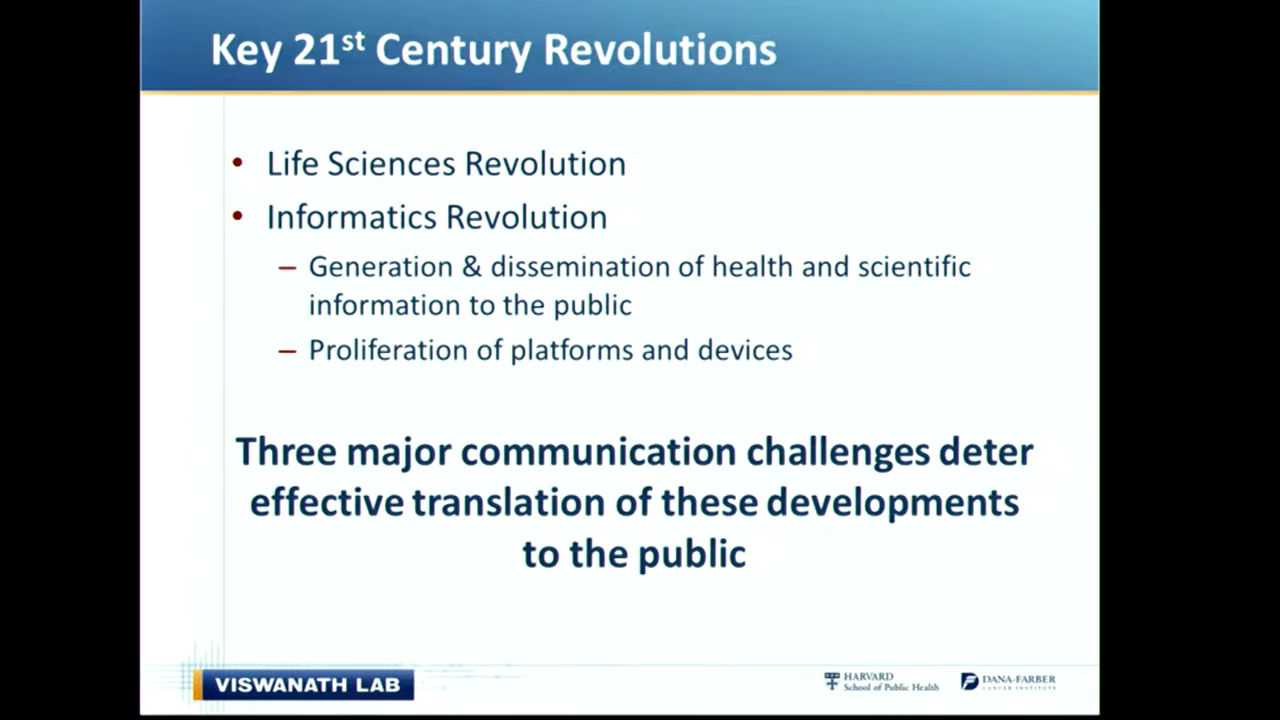 Key 21st Century Revolutions
• Life Sciences Revolution
• Informatics Revolution
– Generation & dissemination of health and scientific
information to the public
– Proliferation of platforms and devices
Three major communication challenges deter
effective translation of these developments
to the public
VISWANATH LAB
HARVARD
School of Public Health
DANA-FARBER
CANCER INSTITUTE